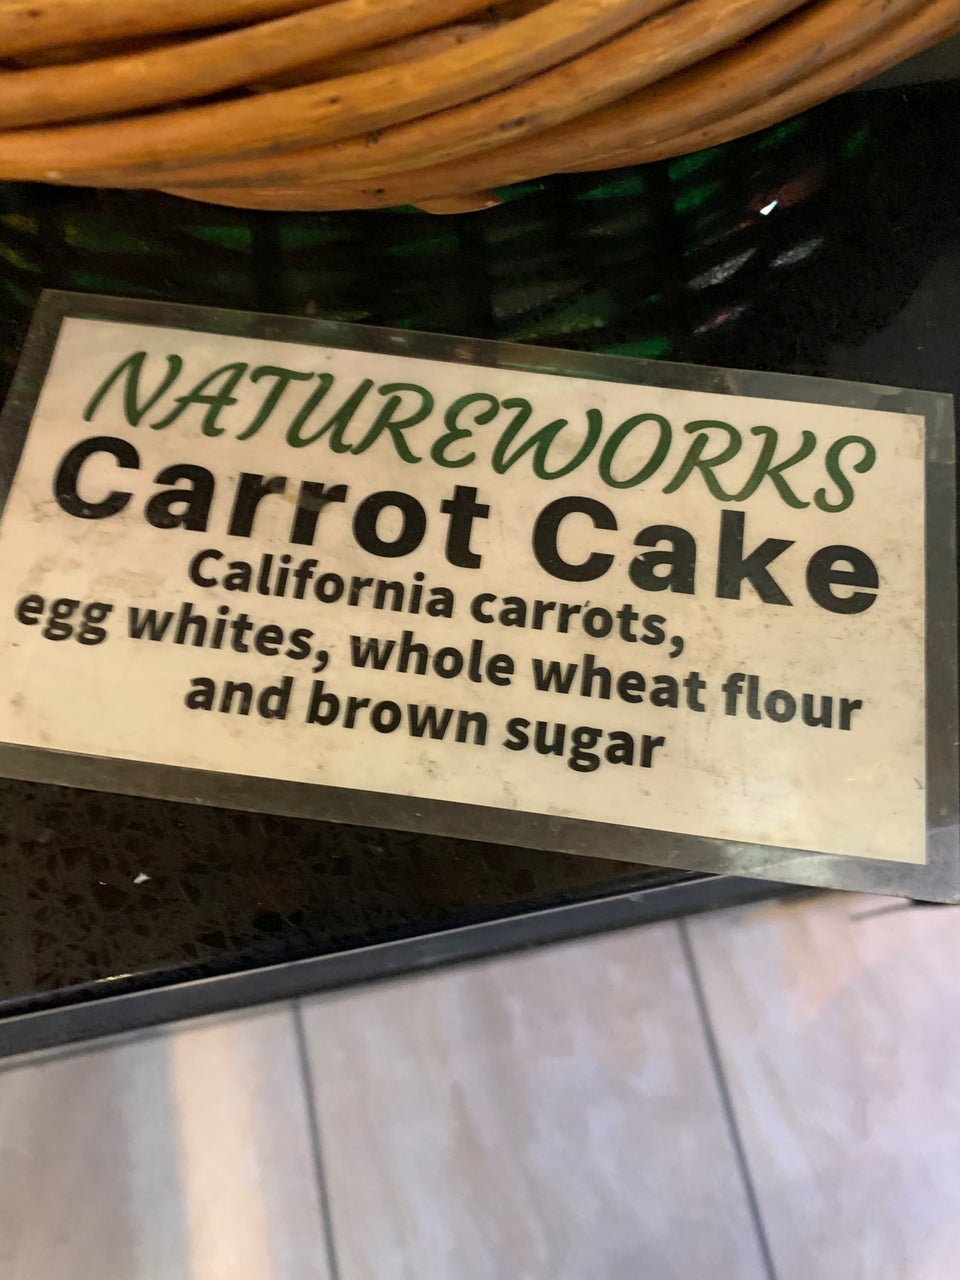 NATUREWORKS
Carrot Cake
California carrots,
egg whites, whole wheat flour
and brown sugar